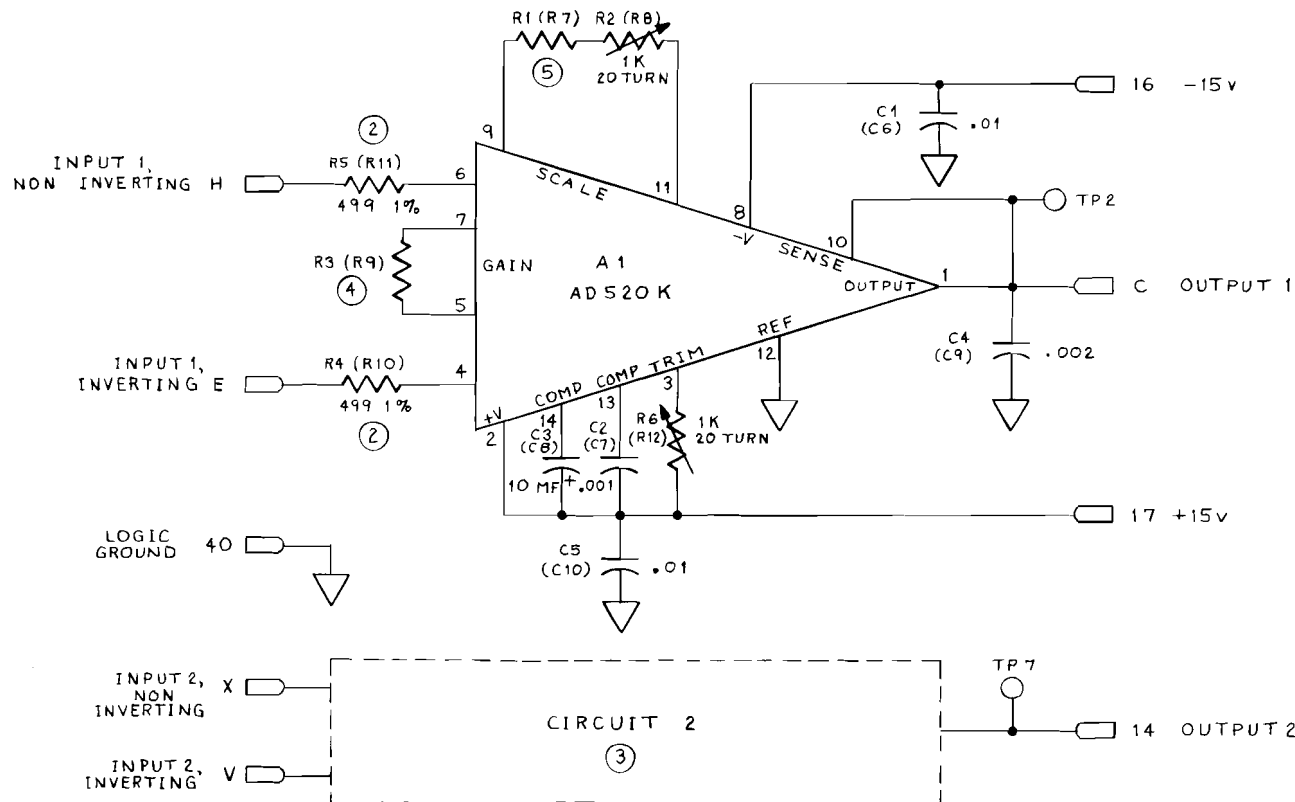 R1 (R7)
R2 (R8)
5
1K
20 TURN
16 -15V
C1
(C6)
.01
2
9
INPUT 1,
NON INVERTING H
R5 (R11)
499 1%
6
SCALE
11
8
-V
10
SENSE
TP2
7
R3 (R9)
4
GAIN
A1
AD520K
OUTPUT
1
C OUTPUT 1
5
REF
12
C4
(C9)
.002
INPUT 1,
INVERTING E
R4 (R10)
499 1%
2
4
+V
2
COMP
14
COMP
13
TRIM
3
C3
(C8)
10 MF
+
C2
(C7)
.001
R6
(R12)
1K
20 TURN
17 +15V
LOGIC
GROUND 40
C5
(C10)
.01
INPUT 2, X
NON
INVERTING
CIRCUIT 2
3
TP7
14 OUTPUT 2
INPUT 2, V
INVERTING